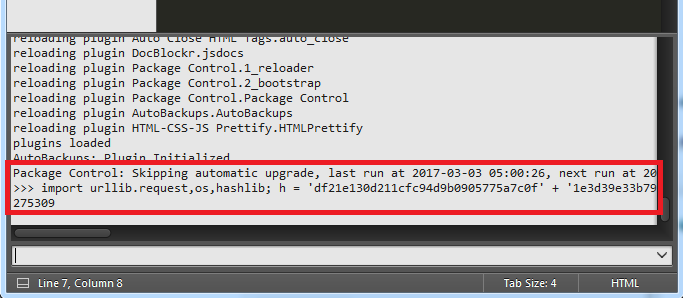 reloading plugin Auto Close HTML Tags.auto_close
reloading plugin DocBlockr.jsdocs
reloading plugin Package Control.1_reloader
reloading plugin Package Control.2_bootstrap
reloading plugin Package Control.Package Control
reloading plugin AutoBackups.AutoBackups
reloading plugin HTML-CSS-JS Prettify.HTMLPrettify
plugins loaded
AutoBackups: Plugin Initialized
Package Control: Skipping automatic upgrade, last run at 2017-03-03 05:00:26, next run at 20
>>> import urllib.request,os,hashlib; h = 'df21e130d211cfc94d9b0905775a7c0f' + '1e3d39e33b79
275309
Line 7, Column 8
Tab Size: 4
HTML